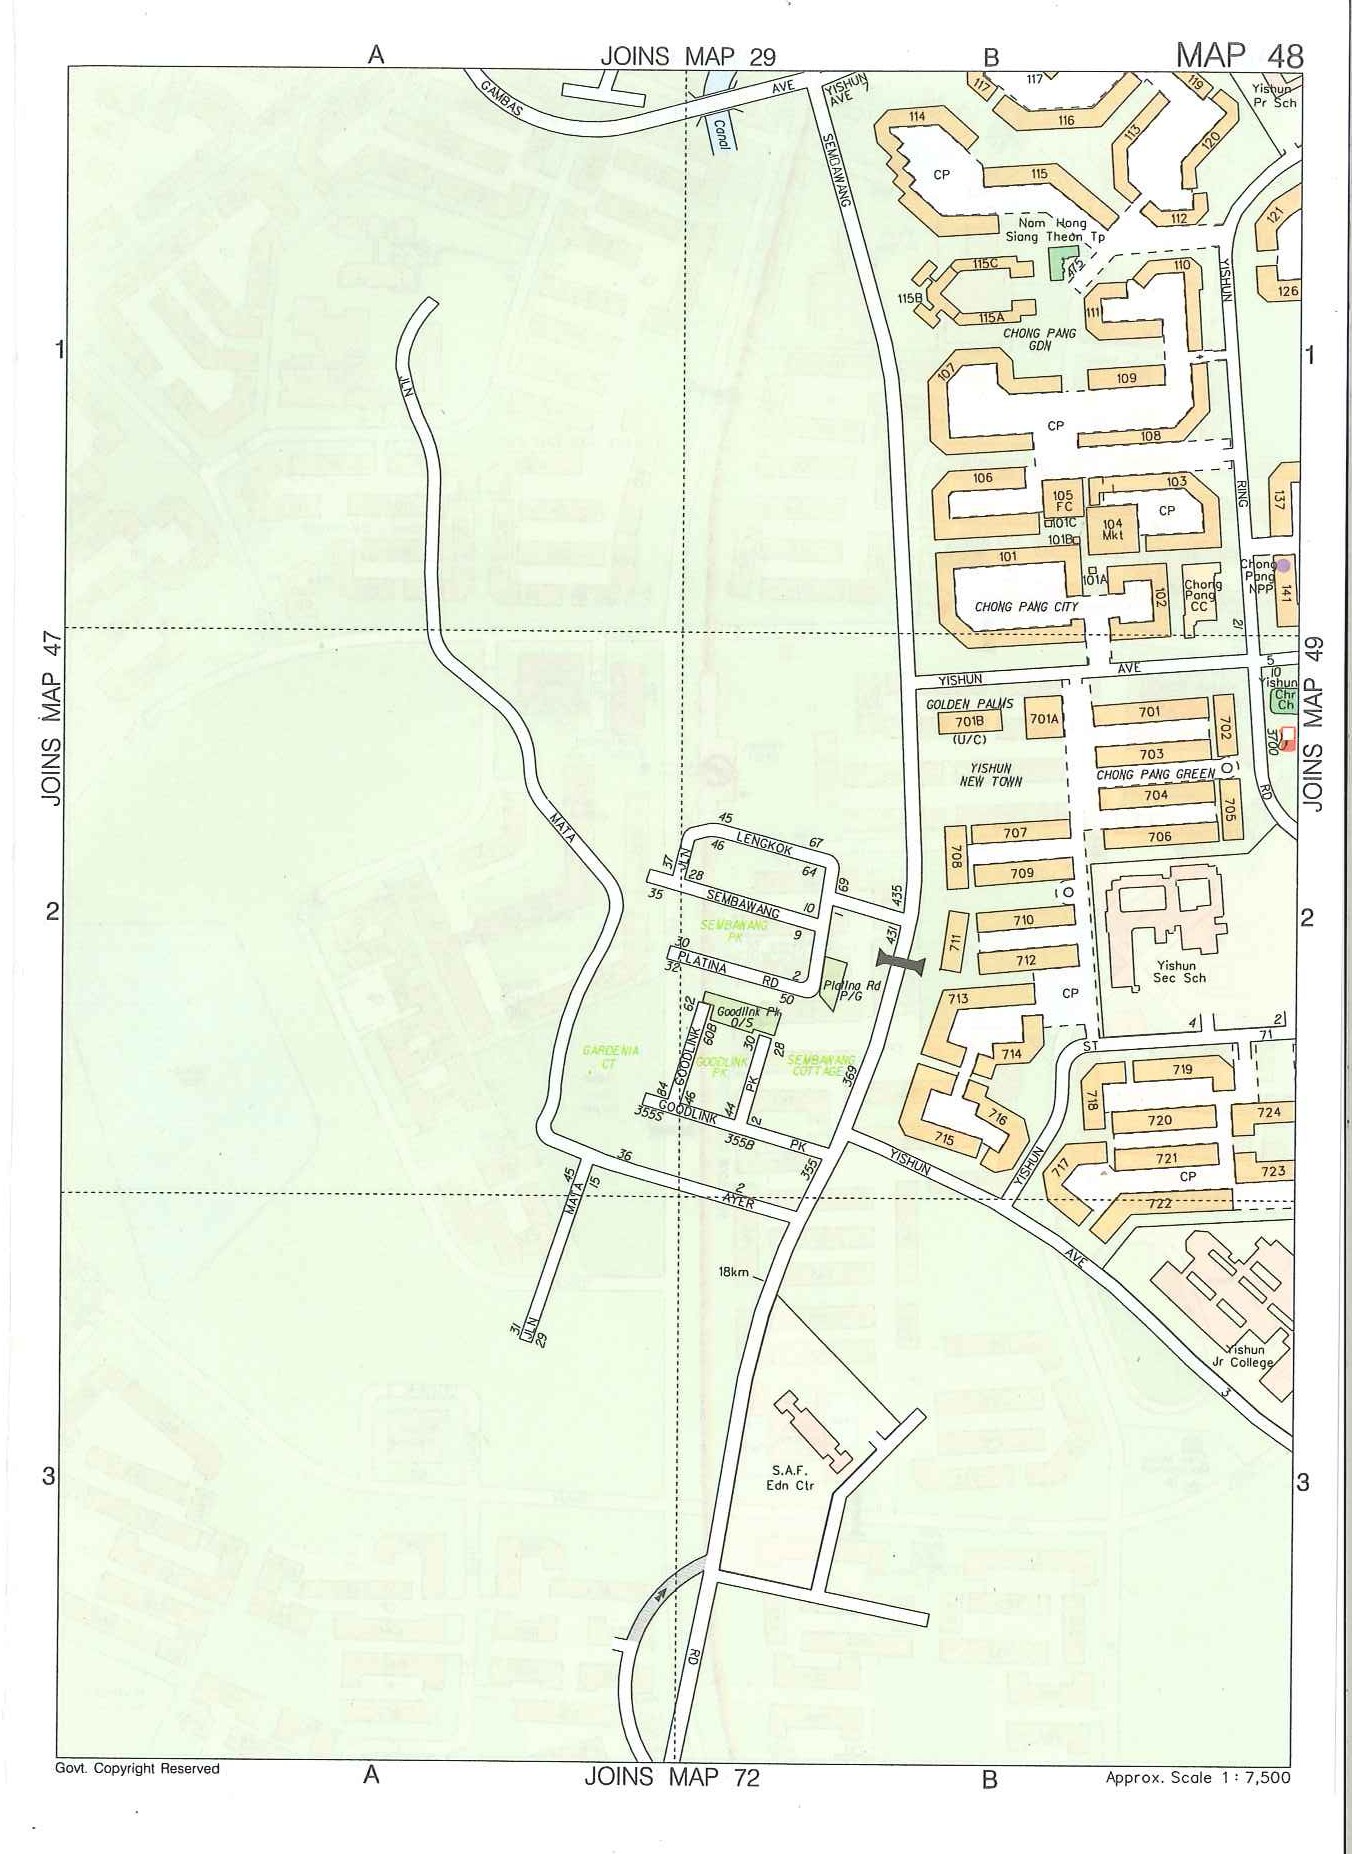 A
JOINS MAP 29
B
MAP 48
GAMBAS
AVE
YISHUN
AVE 7
Canal
SEMBAWANG
117
117
119
Yishun
Pr Sch
114
116
113
120
CP
115
112
121
Nam Hong
Siang Theon Tp
475
115C
110
YISHUN
126
115B
115A
111
CHONG PANG
GDN
1
1
JLN
107
109
CP
108
106
103
RING
137
105
FC
CP
101C
104
Mkt
101B
101
Chong
Pang
NPP
101A
141
Chong
Pang
CC
102
CHONG PANG CITY
21
JOINS MAP 47
JOINS MAP 49
YISHUN
AVE
5
10
Yishun
Chr
Ch
GOLDEN PALMS
701B
(U/C)
701A
701
702
3700
703
YISHUN
NEW TOWN
CHONG PANG GREEN
704
705
RD
MATA
45
LENGKOK
67
46
707
706
708
37
JLN
28
64
69
709
35
SEMBAWANG
10
1
435
2
2
SEMBAWANG
PK
9
431
710
711
30
PLATINA
32
RD
2
712
Yishun
Sec Sch
50
Platina Rd
P/G
CP
713
62
Goodlink Pk
O/S
4
2
71
60B
30
28
ST
GARDENIA
CT
GOODLINK
GOODLINK
PK
SEMBAWANG
COTTAGE
714
719
369
PK
84
46
718
724
355S
GOODLINK
44
2
716
720
355B
PK
715
36
355
YISHUN
YISHUN
717
721
723
CP
45
15
MATA
2
AYER
722
18km
AVE
31
JLN
29
Yishun
Jr College
3
3
S.A.F.
Edn Ctr
3
RD
Govt. Copyright Reserved
A
JOINS MAP 72
B
Approx. Scale 1 : 7,500